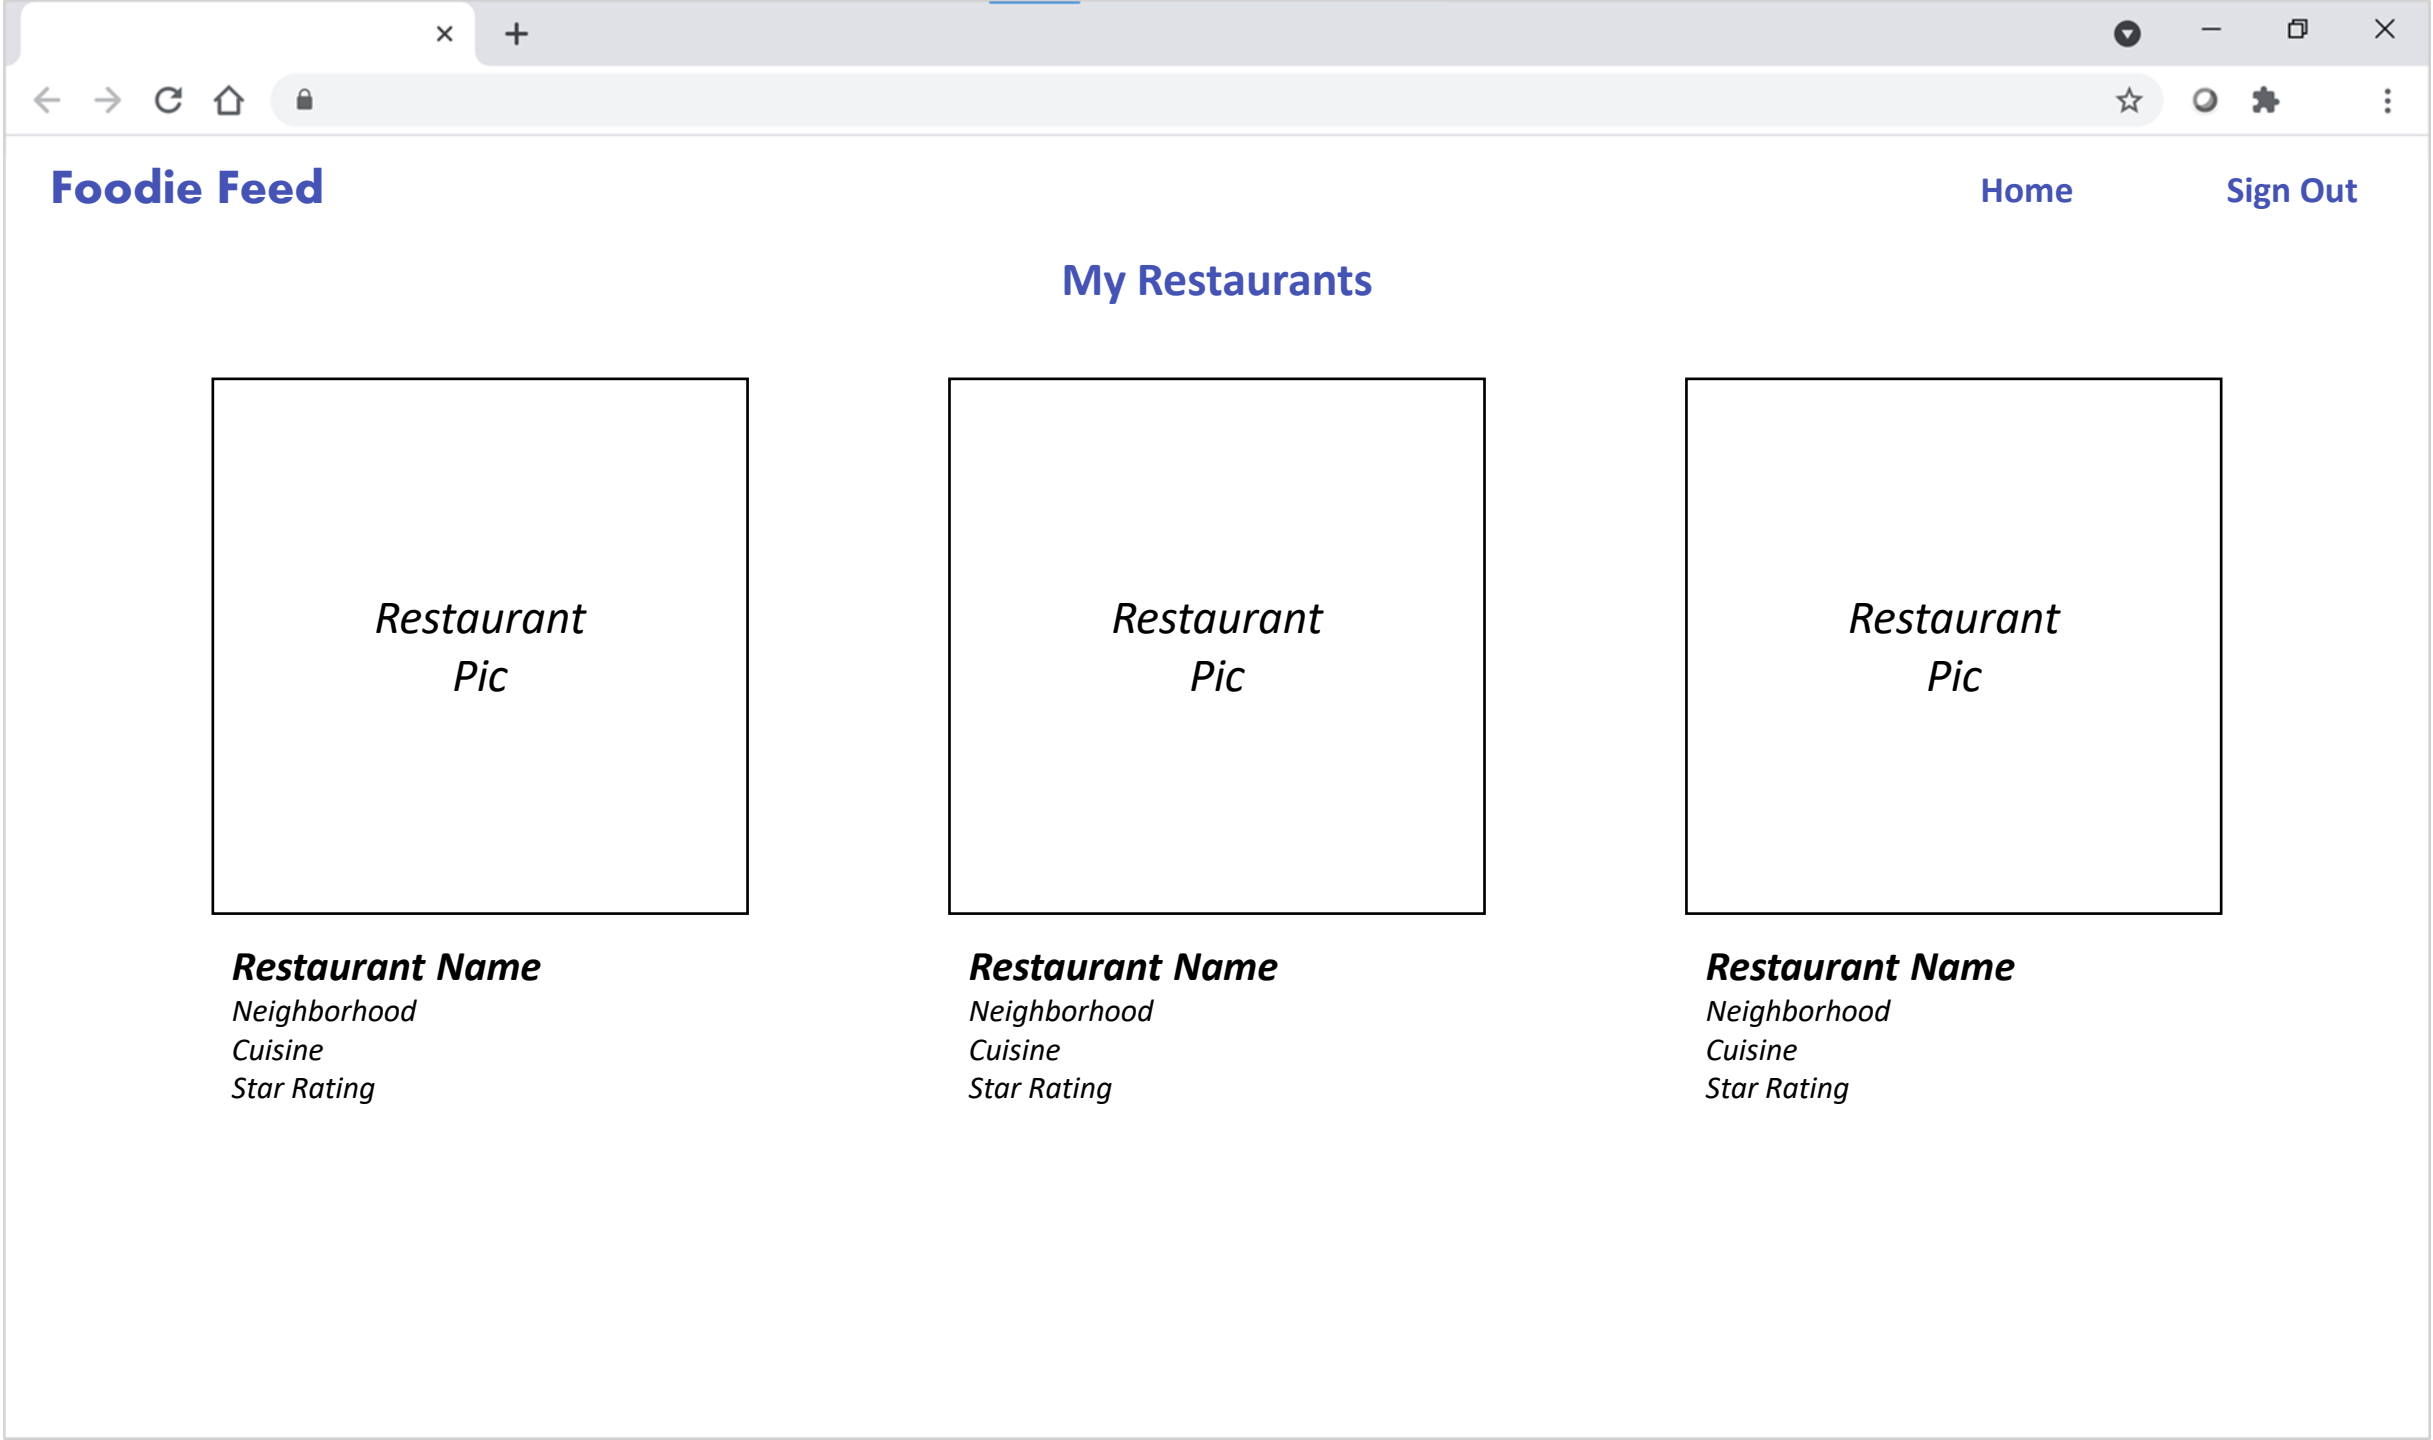 Foodie Feed
Home
Sign Out
My Restaurants
Restaurant
Pic
Restaurant
Pic
Restaurant
Pic
Restaurant Name
Neighborhood
Cuisine
Star Rating
Restaurant Name
Neighborhood
Cuisine
Star Rating
Restaurant Name
Neighborhood
Cuisine
Star Rating